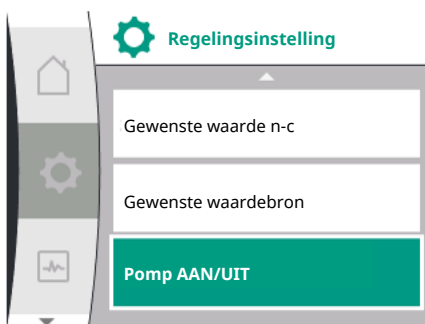 Regelingsinstelling
Gewenste waarde n-c
Gewenste waardebron
Pomp AAN/UIT